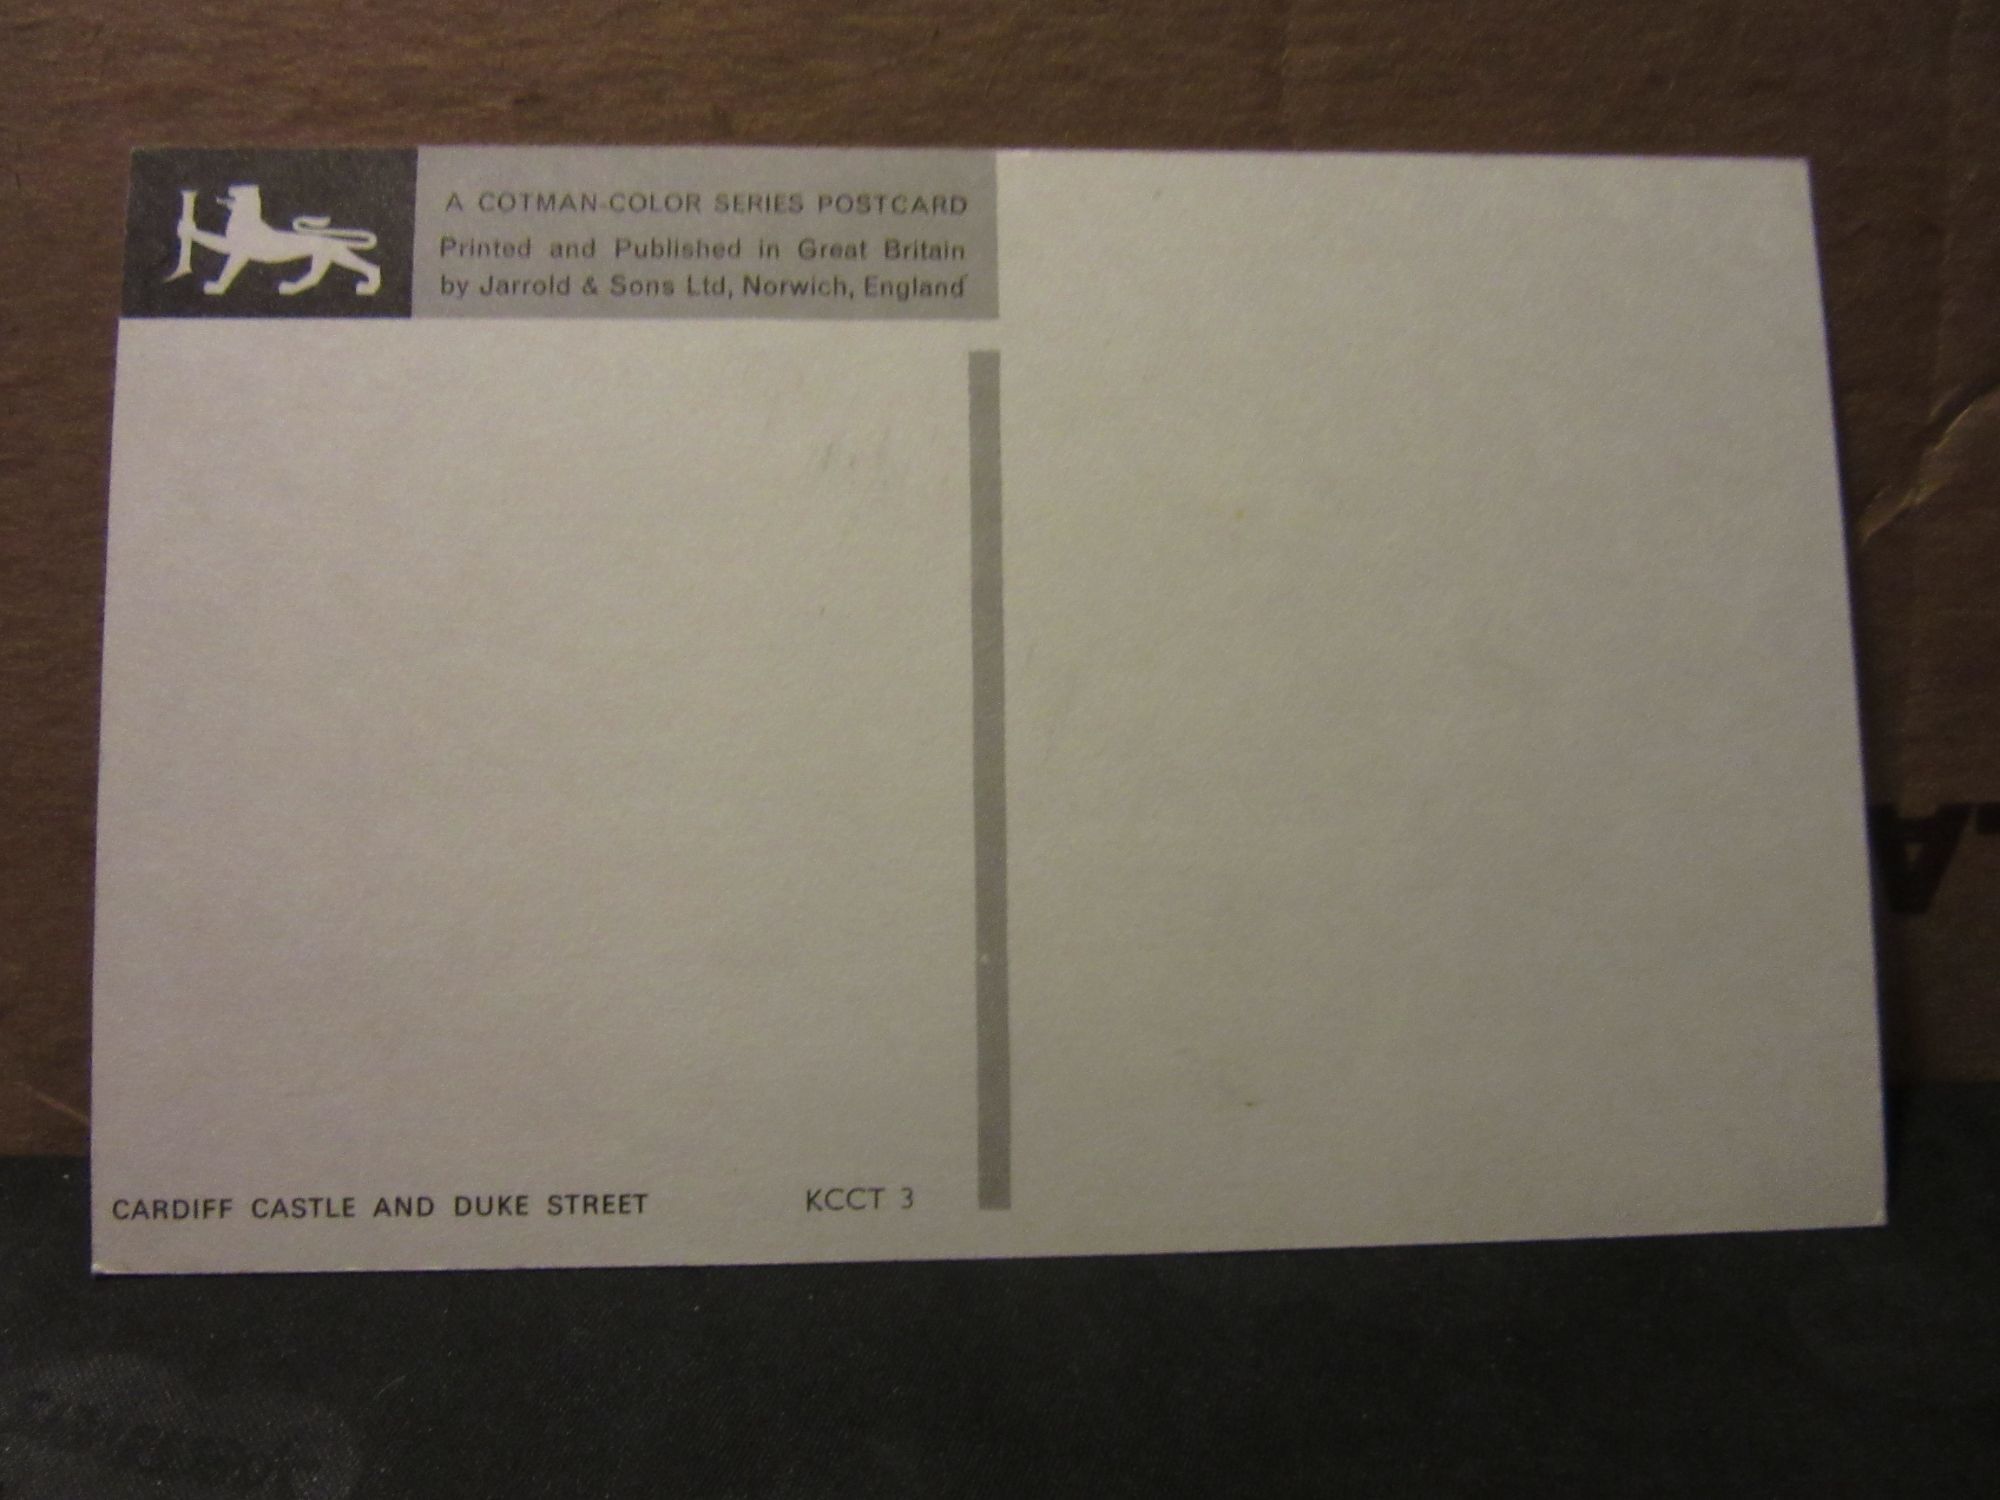 A COTMAN-COLOR SERIES POSTCARD
Printed and Published in Great Britain
by Jarrold & Sons Ltd, Norwich, England
CARDIFF CASTLE AND DUKE STREET KCCT 3